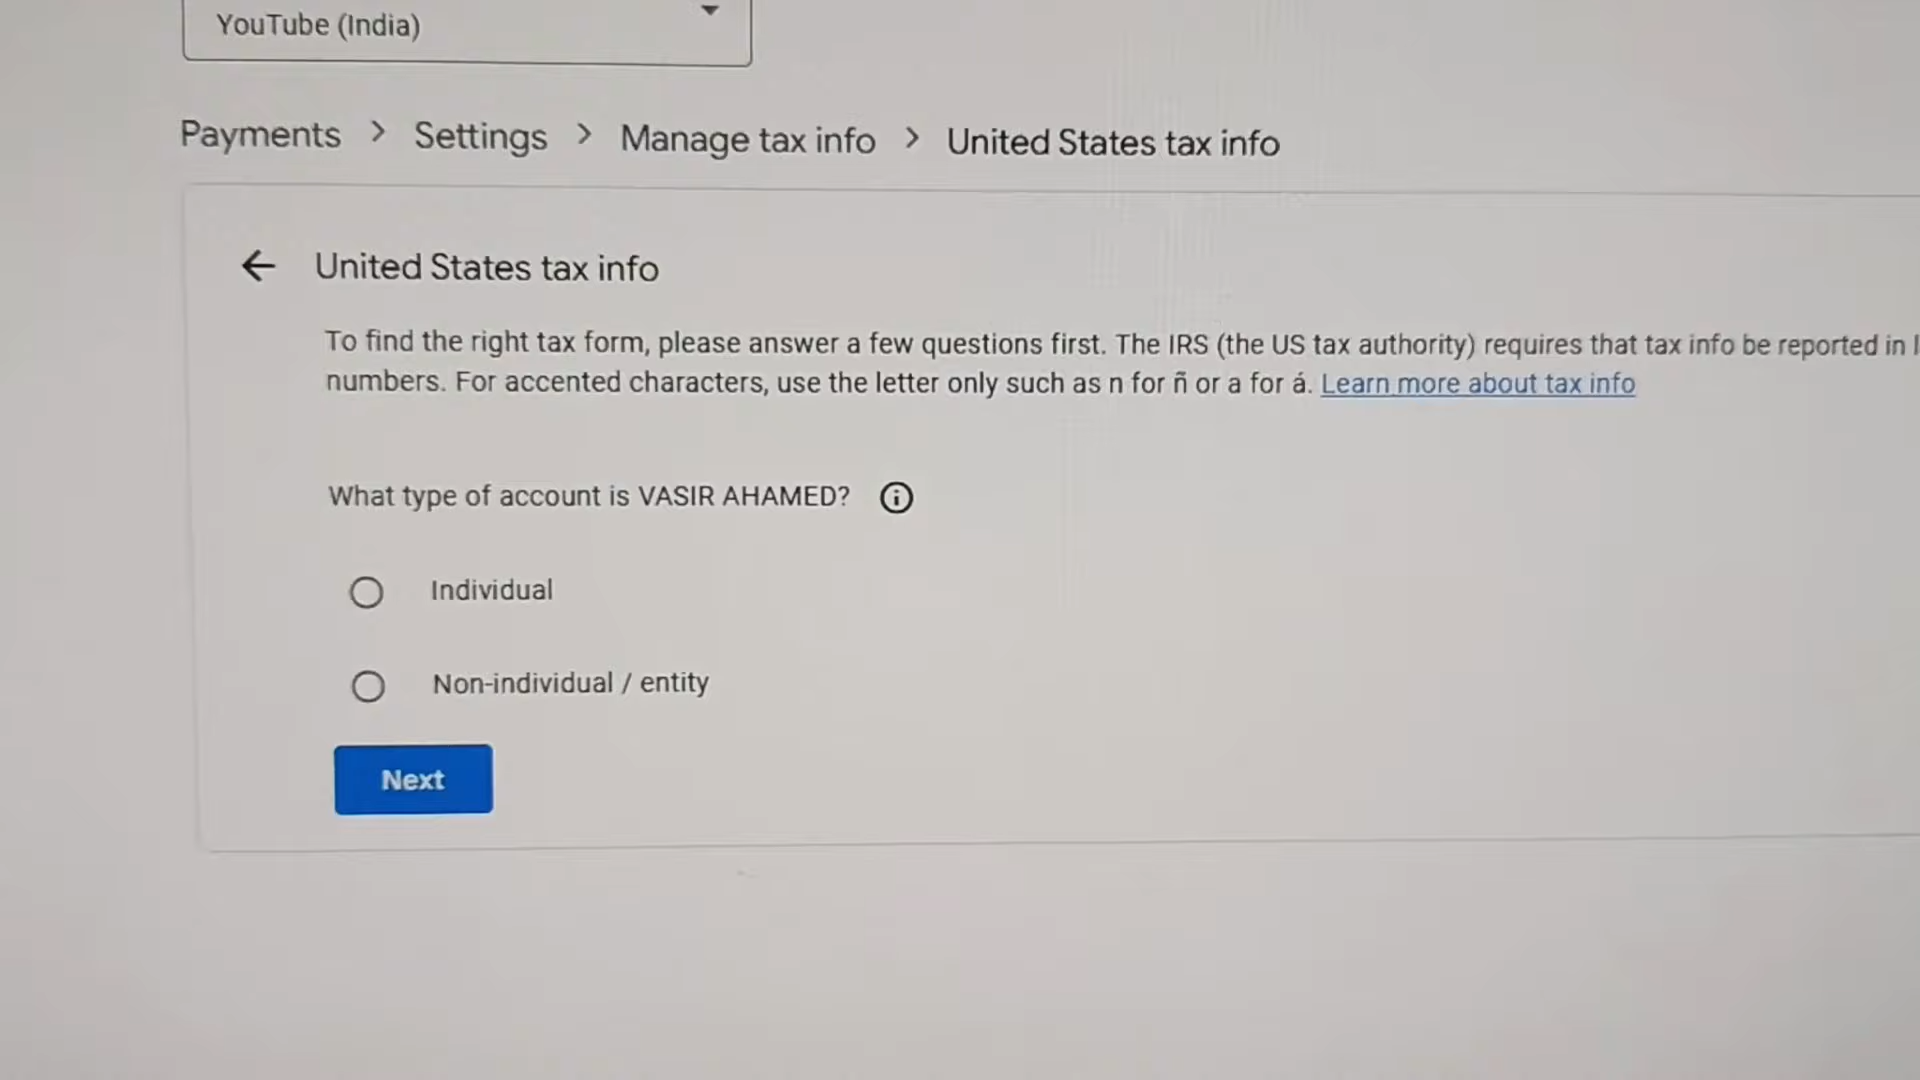 YouTube (India)
Payments > Settings > Manage tax info > United States tax info
United States tax info
To find the right tax form, please answer a few questions first. The IRS (the US tax authority) requires that tax info be reported in
numbers. For accented characters, use the letter only such as n for ñ or a for á. Learn more about tax info
What type of account is VASIR AHAMED?
Individual
Non-individual / entity
Next